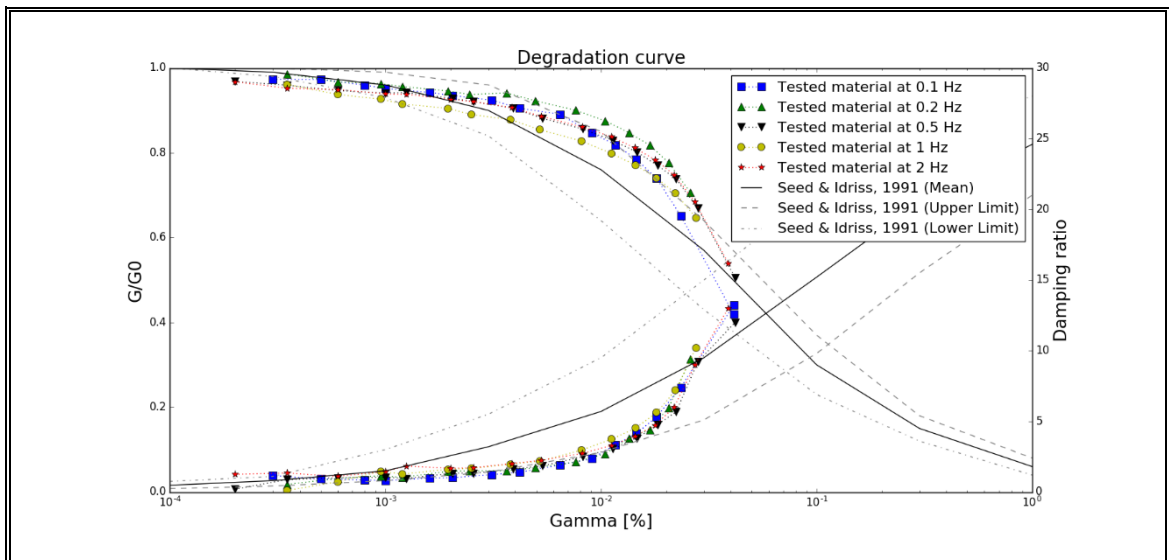 Degradation curve
1.0
0.8
0.6
0.4
0.2
0.0
G/G0
30
25
20
15
10
5
0
Damping ratio
Tested material at 0.1 Hz
Tested material at 0.2 Hz
Tested material at 0.5 Hz
Tested material at 1 Hz
Tested material at 2 Hz
Seed & Idriss, 1991 (Mean)
Seed & Idriss, 1991 (Upper Limit)
Seed & Idriss, 1991 (Lower Limit)
10⁻⁴ 10⁻³ 10⁻² 10⁻¹ 10⁰
Gamma [%]